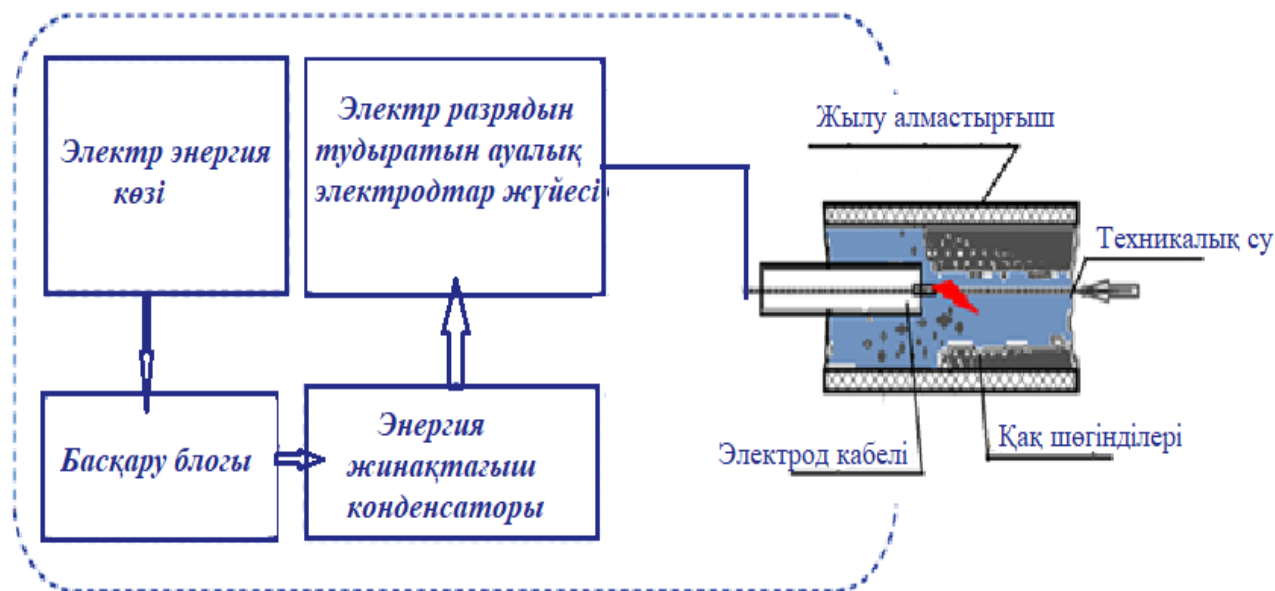 Электр энергия
көзі
Электр разрядын
тудыратын ауалық
электродтар жүйесі
Басқару блогы
Энергия
жинақтағыш
конденсаторы
Жылу алмастырғыш
Техникалық су
Электрод кабелі
Қақ шөгінділері